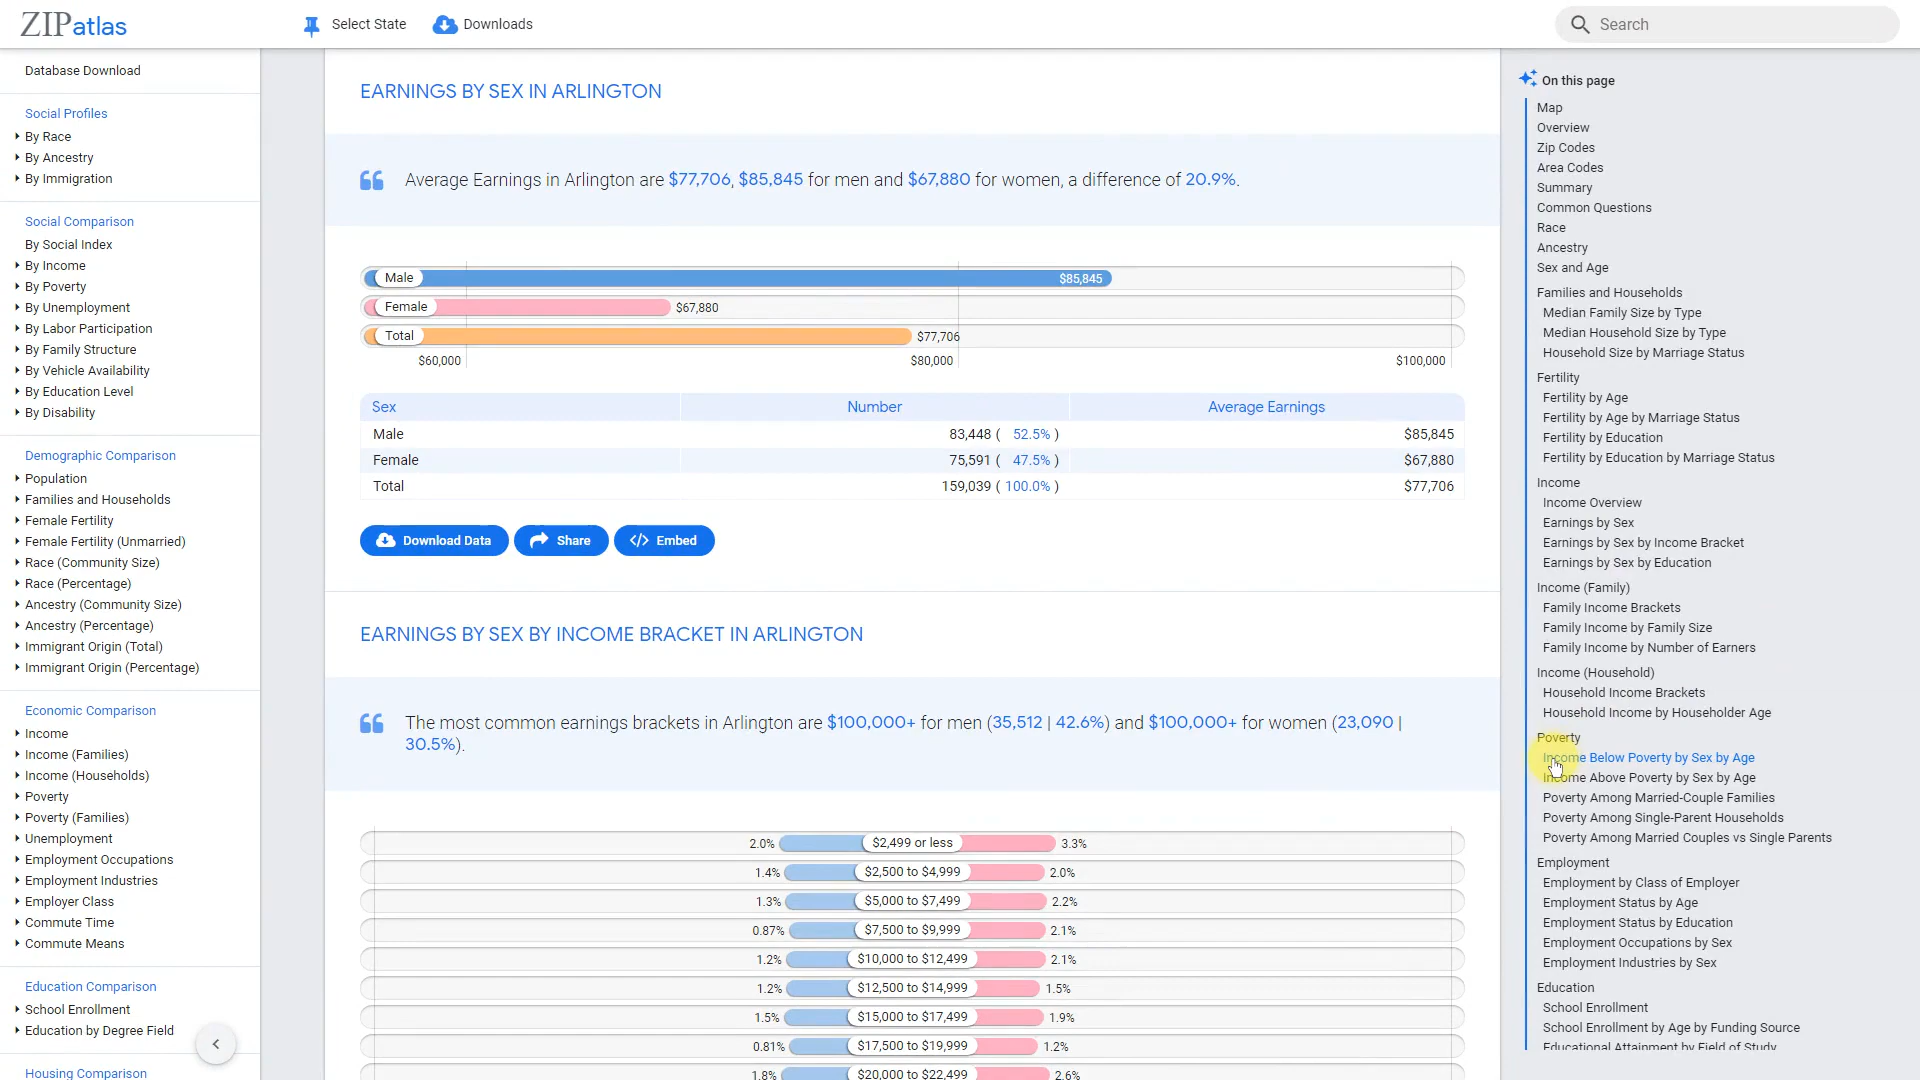 ZIPatlas
Select State
Downloads
Search
Database Download
Social Profiles
By Race
By Ancestry
By Immigration
Social Comparison
By Social Index
By Income
By Poverty
By Unemployment
By Labor Participation
By Family Structure
By Vehicle Availability
By Education Level
By Disability
Demographic Comparison
Population
Families and Households
Female Fertility
Female Fertility (Unmarried)
Race (Community Size)
Race (Percentage)
Ancestry (Community Size)
Ancestry (Percentage)
Immigrant Origin (Total)
Immigrant Origin (Percentage)
Economic Comparison
Income
Income (Families)
Income (Households)
Poverty
Poverty (Families)
Unemployment
Employment Occupations
Employment Industries
Employer Class
Commute Time
Commute Means
Education Comparison
School Enrollment
Education by Degree Field
Housing Comparison
EARNINGS BY SEX IN ARLINGTON
Average Earnings in Arlington are $77,706, $85,845 for men and $67,880 for women, a difference of 20.9%.
Male $85,845
Female $67,880
Total $77,706
$60,000 $80,000 $100,000
Sex Number Average Earnings
Male 83,448 ( 52.5% ) $85,845
Female 75,591 ( 47.5% ) $67,880
Total 159,039 ( 100.0% ) $77,706
Download Data Share Embed
EARNINGS BY SEX BY INCOME BRACKET IN ARLINGTON
The most common earnings brackets in Arlington are $100,000+ for men (35,512 | 42.6%) and $100,000+ for women (23,090 |
30.5%).
2.0% $2,499 or less 3.3%
1.4% $2,500 to $4,999 2.0%
1.3% $5,000 to $7,499 2.2%
0.87% $7,500 to $9,999 2.1%
1.2% $10,000 to $12,499 2.1%
1.2% $12,500 to $14,999 1.5%
1.5% $15,000 to $17,499 1.9%
0.81% $17,500 to $19,999 1.2%
1.8% $20,000 to $22,499 2.6%
On this page
Map
Overview
Zip Codes
Area Codes
Summary
Common Questions
Race
Ancestry
Sex and Age
Families and Households
Median Family Size by Type
Median Household Size by Type
Household Size by Marriage Status
Fertility
Fertility by Age
Fertility by Age by Marriage Status
Fertility by Education
Fertility by Education by Marriage Status
Income
Income Overview
Earnings by Sex
Earnings by Sex by Income Bracket
Earnings by Sex by Education
Income (Family)
Family Income Brackets
Family Income by Family Size
Family Income by Number of Earners
Income (Household)
Household Income Brackets
Household Income by Householder Age
Poverty
Income Below Poverty by Sex by Age
Income Above Poverty by Sex by Age
Poverty Among Married-Couple Families
Poverty Among Single-Parent Households
Poverty Among Married Couples vs Single Parents
Employment
Employment by Class of Employer
Employment Status by Age
Employment Status by Education
Employment Occupations by Sex
Employment Industries by Sex
Education
School Enrollment
School Enrollment by Age by Funding Source
Educational Attainment by Field of Study